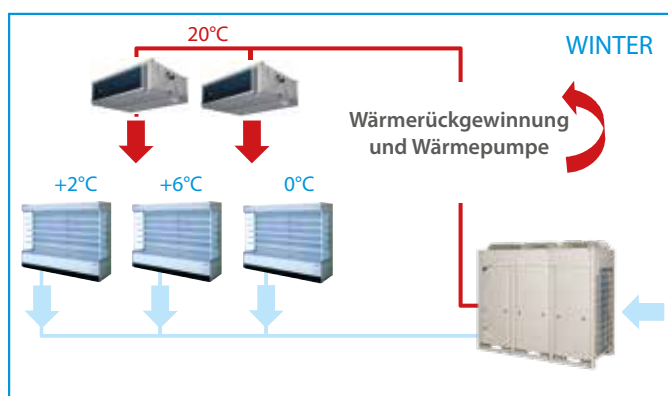 20°C
WINTER
Wärmerückgewinnung
und Wärmepumpe
+2°C
+6°C
0°C